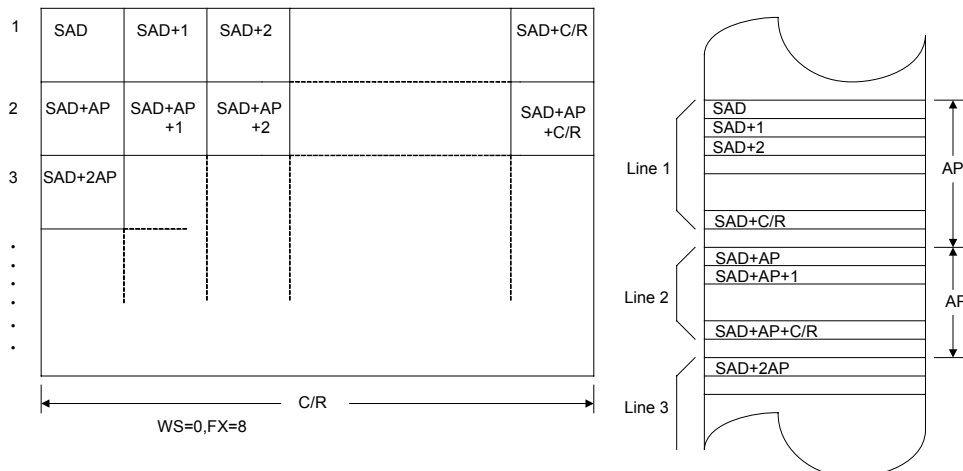 1 SAD SAD+1 SAD+2 SAD+C/R
2 SAD+AP SAD+AP +1 SAD+AP +2 SAD+AP +C/R
3 SAD+2AP
C/R
WS=0,FX=8
SAD
SAD+1
SAD+2
Line 1
AP
SAD+C/R
SAD+AP
SAD+AP+1
Line 2
AP
SAD+AP+C/R
SAD+2AP
Line 3